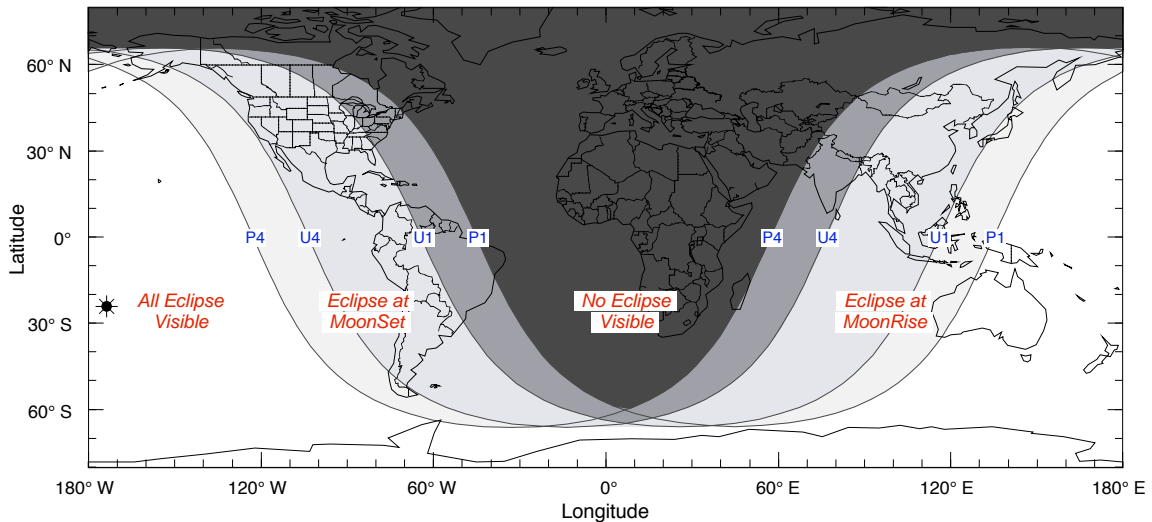 60° N
30° N
0°
30° S
60° S
Latitude
P4
U4
U1
P1
P4
U4
U1
P1
All Eclipse
Visible
Eclipse at
MoonSet
No Eclipse
Visible
Eclipse at
MoonRise
180° W
120° W
60° W
0°
60° E
120° E
180° E
Longitude